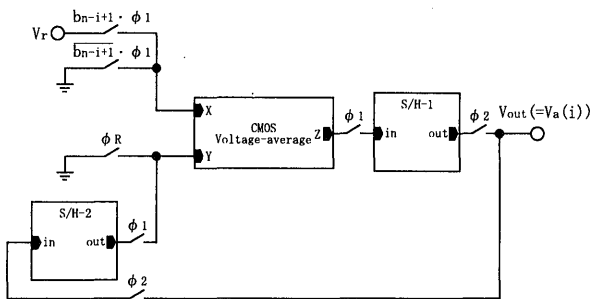 bn-i+1· φ1
Vr
b̅n̅-̅i̅+̅1̅· φ1
X
CMOS
Voltage-average
Z
φ1
S/H-1
in
out
φ2
Vout(=Va(i))
φR
Y
S/H-2
in
out
φ1
φ2